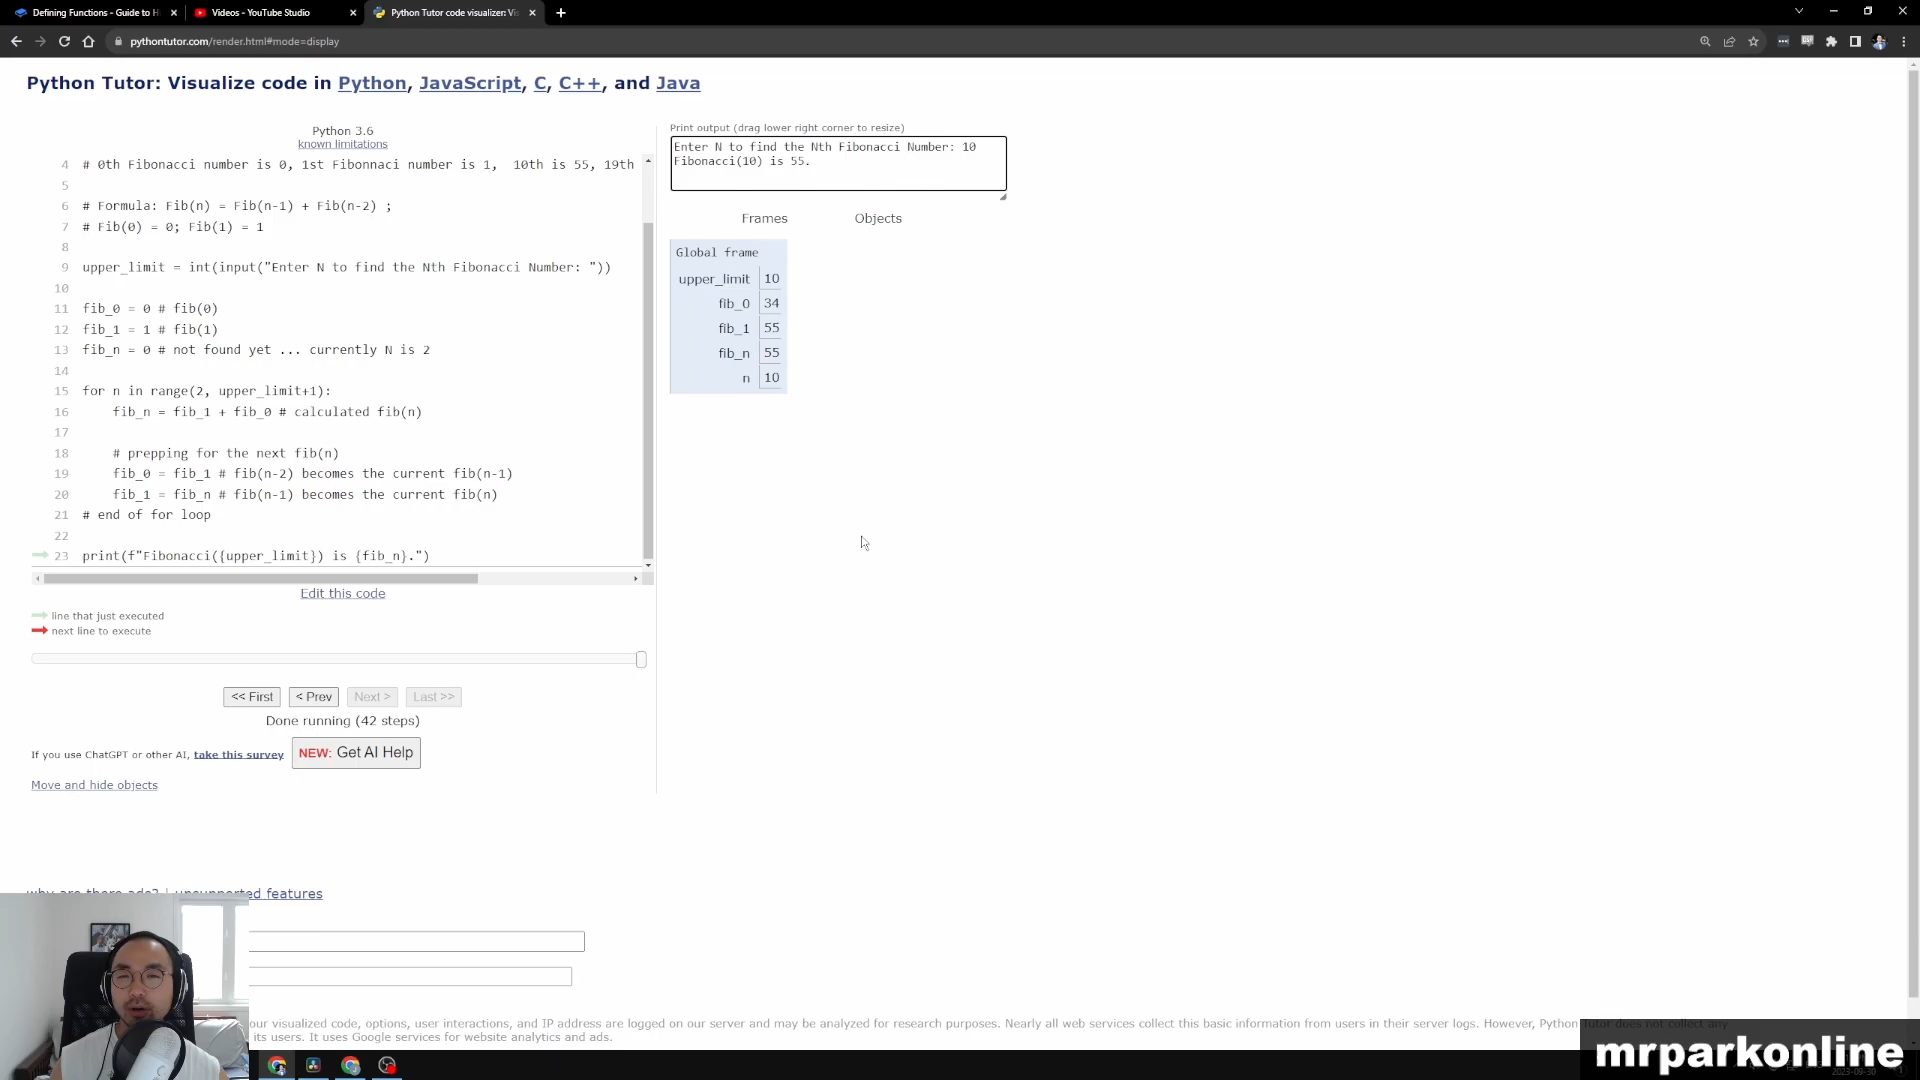 Defining Functions - Guide to H
Videos - YouTube Studio
Python Tutor code visualizer: Vi
pythontutor.com/render.html#mode=display
Python Tutor: Visualize code in Python, JavaScript, C, C++, and Java
Python 3.6
known limitations
4 # 0th Fibonacci number is 0, 1st Fibonnaci number is 1,  10th is 55, 19th
5
6 # Formula: Fib(n) = Fib(n-1) + Fib(n-2) ;
7 # Fib(0) = 0; Fib(1) = 1
8
9 upper_limit = int(input("Enter N to find the Nth Fibonacci Number: "))
10
11 fib_0 = 0 # fib(0)
12 fib_1 = 1 # fib(1)
13 fib_n = 0 # not found yet ... currently N is 2
14
15 for n in range(2, upper_limit+1):
16     fib_n = fib_1 + fib_0 # calculated fib(n)
17
18     # prepping for the next fib(n)
19     fib_0 = fib_1 # fib(n-2) becomes the current fib(n-1)
20     fib_1 = fib_n # fib(n-1) becomes the current fib(n)
21 # end of for loop
22
23 print(f"Fibonacci({upper_limit}) is {fib_n}.")
Edit this code
line that just executed
next line to execute
<< First < Prev Next > Last >>
Done running (42 steps)
If you use ChatGPT or other AI, take this survey NEW: Get AI Help
Move and hide objects
Print output (drag lower right corner to resize)
Enter N to find the Nth Fibonacci Number: 10
Fibonacci(10) is 55.
Frames Objects
Global frame
upper_limit 10
fib_0 34
fib_1 55
fib_n 55
n 10
why are there ads? | unsupported features
our visualized code, options, user interactions, and IP address are logged on our server and may be analyzed for research purposes. Nearly all web services collect this basic information from users in their server logs. However, Python Tutor does not collect any
its users. It uses Google services for website analytics and ads.
mrparkonline
2023-09-30